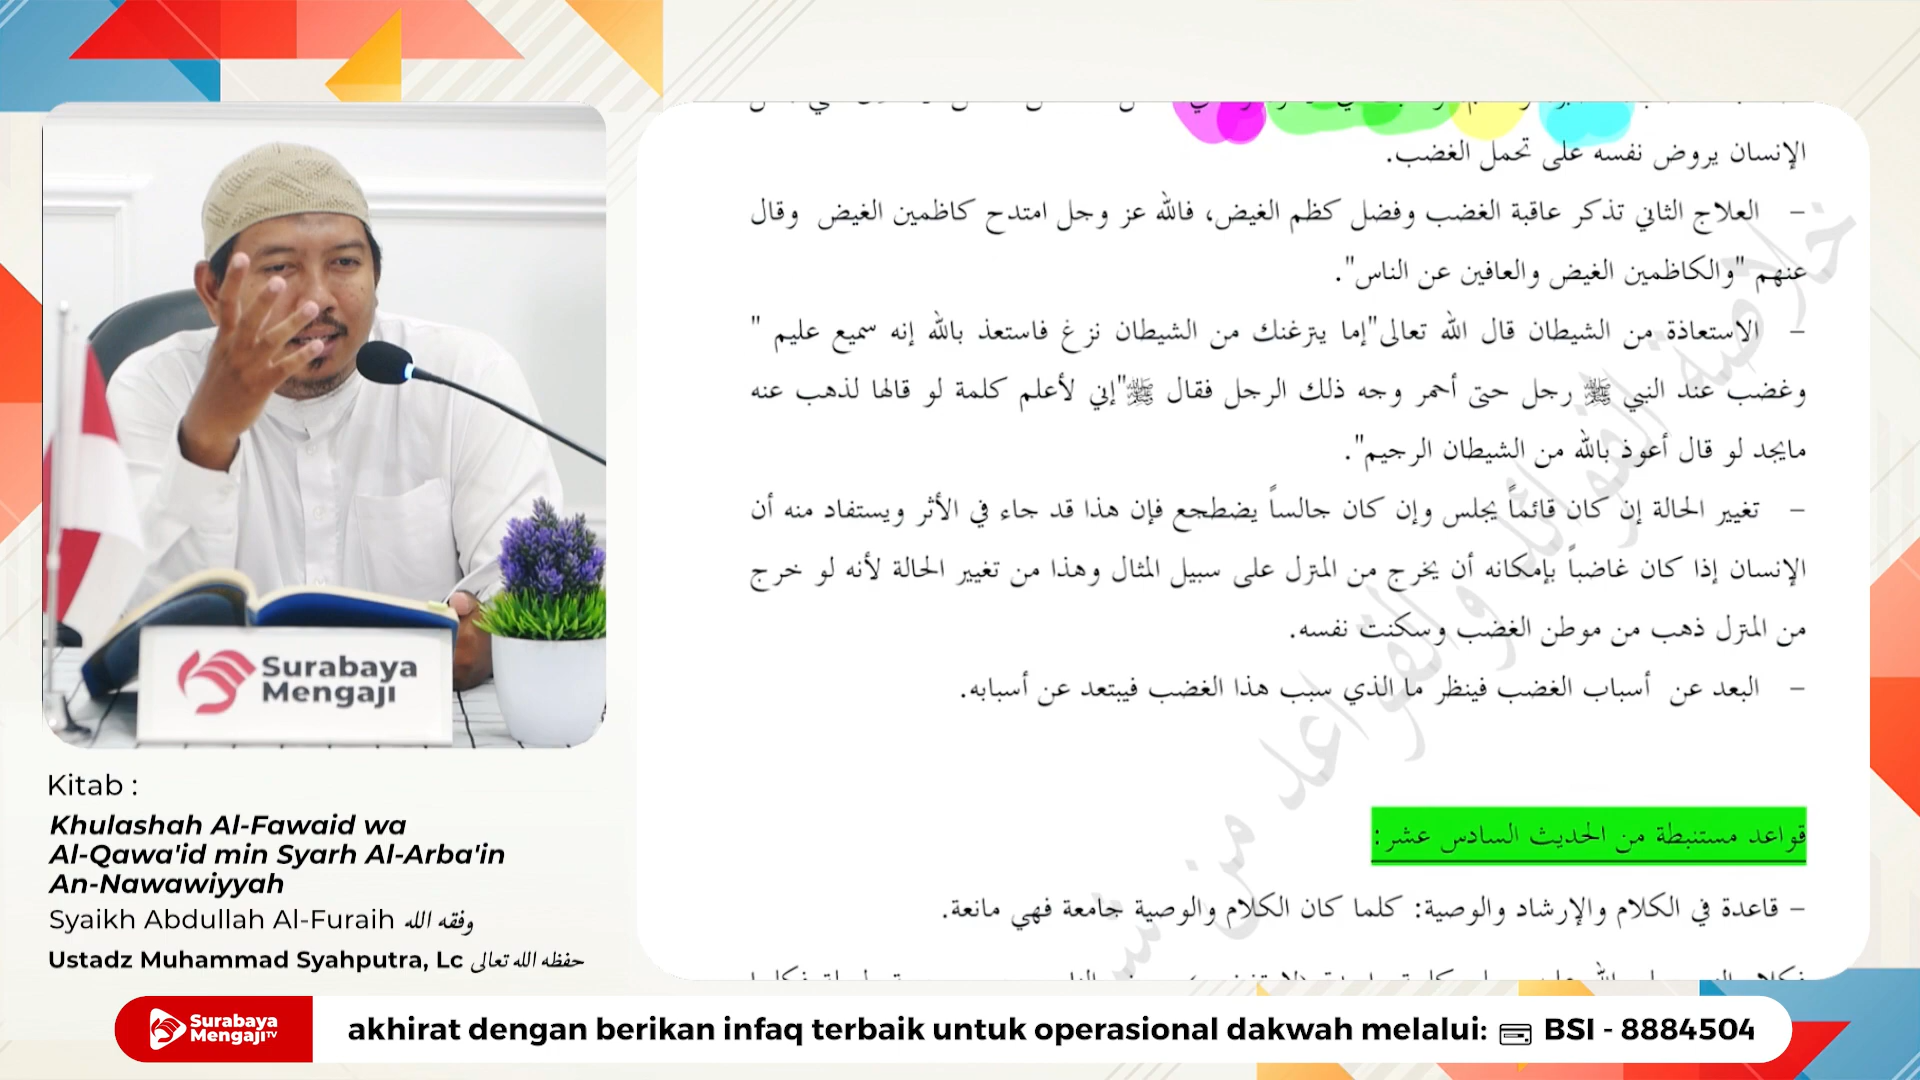 Surabaya
Mengaji
Kitab :
Khulashah Al-Fawaid wa
Al-Qawa'id min Syarh Al-Arba'in
An-Nawawiyyah
Syaikh Abdullah Al-Furaih وفقه الله
Ustadz Muhammad Syahputra, Lc حفظه الله تعالى
الإنسان يروض نفسه على تحمل الغضب.
– العلاج الثاني تذكر عاقبة الغضب وفضل كظم الغيض، فالله عز وجل امتدح كاظمين الغيض وقال
عنهم "والكاظمين الغيض والعافين عن الناس".
– الاستعاذة من الشيطان قال الله تعالى"إما ينزغنك من الشيطان نزغ فاستعذ بالله إنه سميع عليم "
وغضب عند النبي ﷺ رجل حتى أحمر وجه ذلك الرجل فقال ﷺ"إني لأعلم كلمة لو قالها لذهب عنه
مايجد لو قال أعوذ بالله من الشيطان الرجيم".
– تغيير الحالة إن كان قائماً يجلس وإن كان جالساً يضطجع فإن هذا قد جاء في الأثر ويستفاد منه أن
الإنسان إذا كان غاضباً بإمكانه أن يخرج من المنزل على سبيل المثال وهذا من تغيير الحالة لأنه لو خرج
من المنزل ذهب من موطن الغضب وسكنت نفسه.
– البعد عن أسباب الغضب فينظر ما الذي سبب هذا الغضب فيبتعد عن أسبابه.
قواعد مستنبطة من الحديث السادس عشر:
– قاعدة في الكلام والإرشاد والوصية: كلما كان الكلام والوصية جامعة فهي مانعة.
خلاصة الفوائد والقواعد من
Surabaya
MengajiTV
akhirat dengan berikan infaq terbaik untuk operasional dakwah melalui: BSI - 8884504